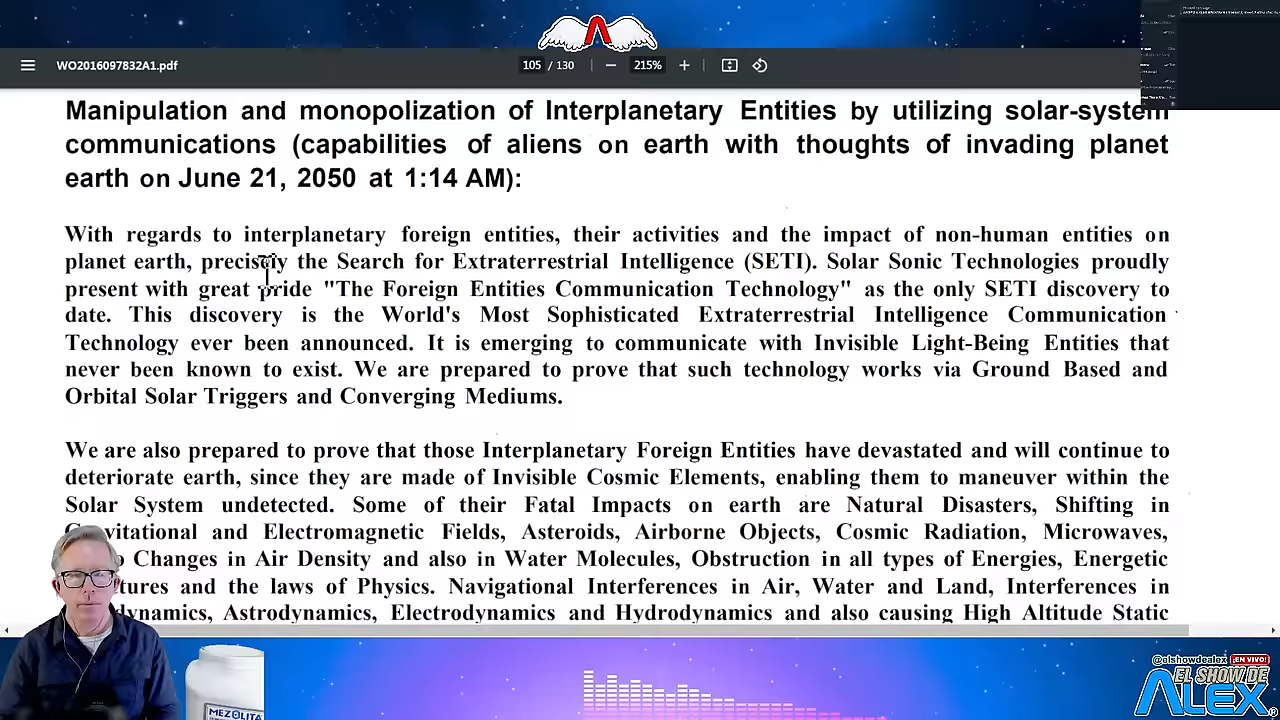 WO2016097832A1.pdf
105 / 130
215%
Manipulation and monopolization of Interplanetary Entities by utilizing solar-system
communications (capabilities of aliens on earth with thoughts of invading planet
earth on June 21, 2050 at 1:14 AM):
With regards to interplanetary foreign entities, their activities and the impact of non-human entities on
planet earth, precisely the Search for Extraterrestrial Intelligence (SETI). Solar Sonic Technologies proudly
present with great pride "The Foreign Entities Communication Technology" as the only SETI discovery to
date. This discovery is the World's Most Sophisticated Extraterrestrial Intelligence Communication
Technology ever been announced. It is emerging to communicate with Invisible Light-Being Entities that
never been known to exist. We are prepared to prove that such technology works via Ground Based and
Orbital Solar Triggers and Converging Mediums.
We are also prepared to prove that those Interplanetary Foreign Entities have devastated and will continue to
deteriorate earth, since they are made of Invisible Cosmic Elements, enabling them to maneuver within the
Solar System undetected. Some of their Fatal Impacts on earth are Natural Disasters, Shifting in
and Electromagnetic Fields, Asteroids, Airborne Objects, Cosmic Radiation, Microwaves,
Changes in Air Density and also in Water Molecules, Obstruction in all types of Energies, Energetic
and the laws of Physics. Navigational Interferences in Air, Water and Land, Interferences in
Astrodynamics, Electrodynamics and Hydrodynamics and also causing High Altitude Static
MEZOLITA
@elshowdealex ¡EN VIVO!
EL SHOW DE
ALEX